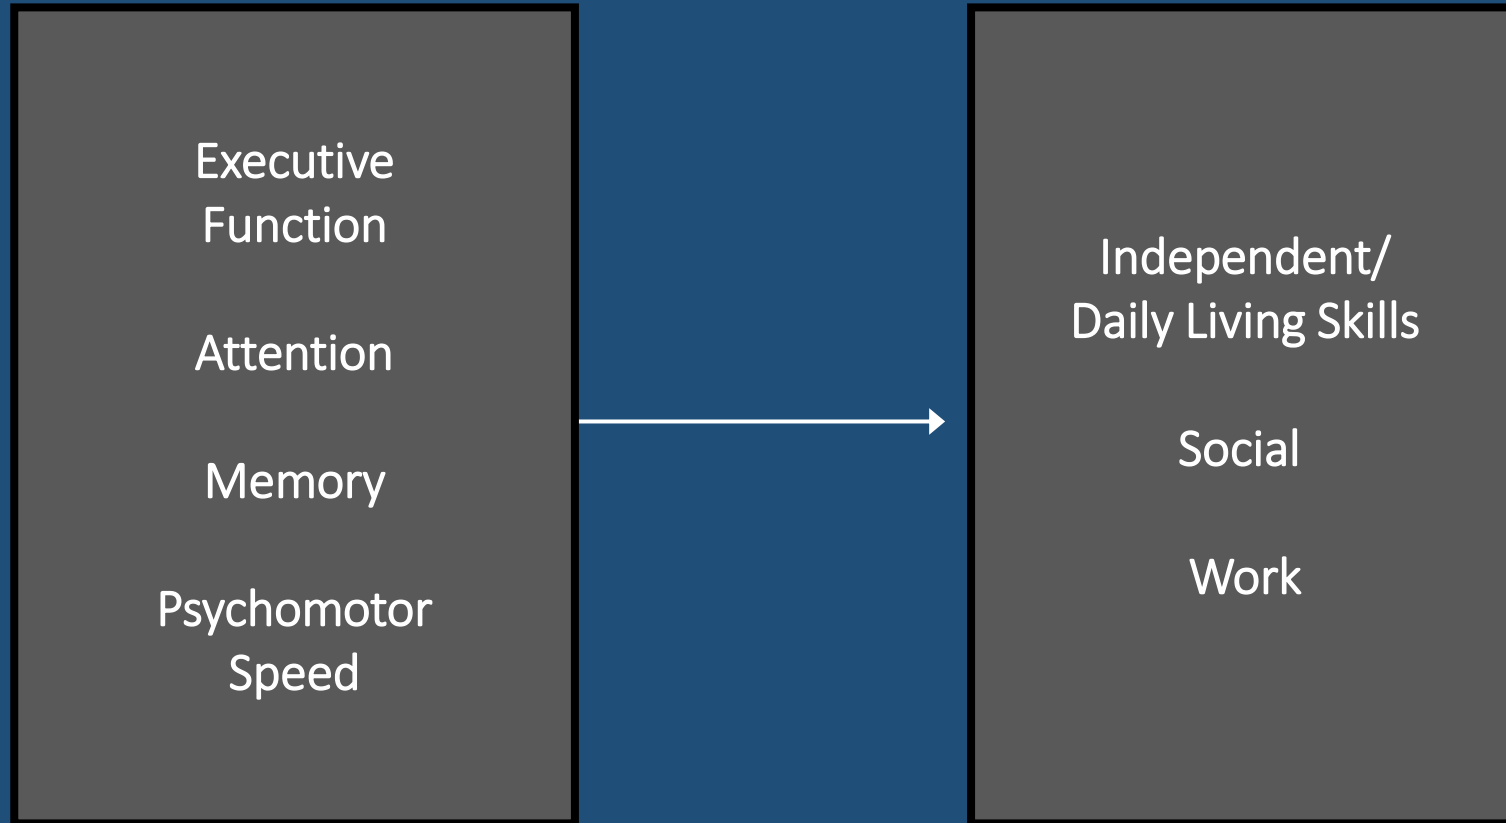 Executive
Function
Attention
Memory
Psychomotor
Speed
Independent/
Daily Living Skills
Social
Work